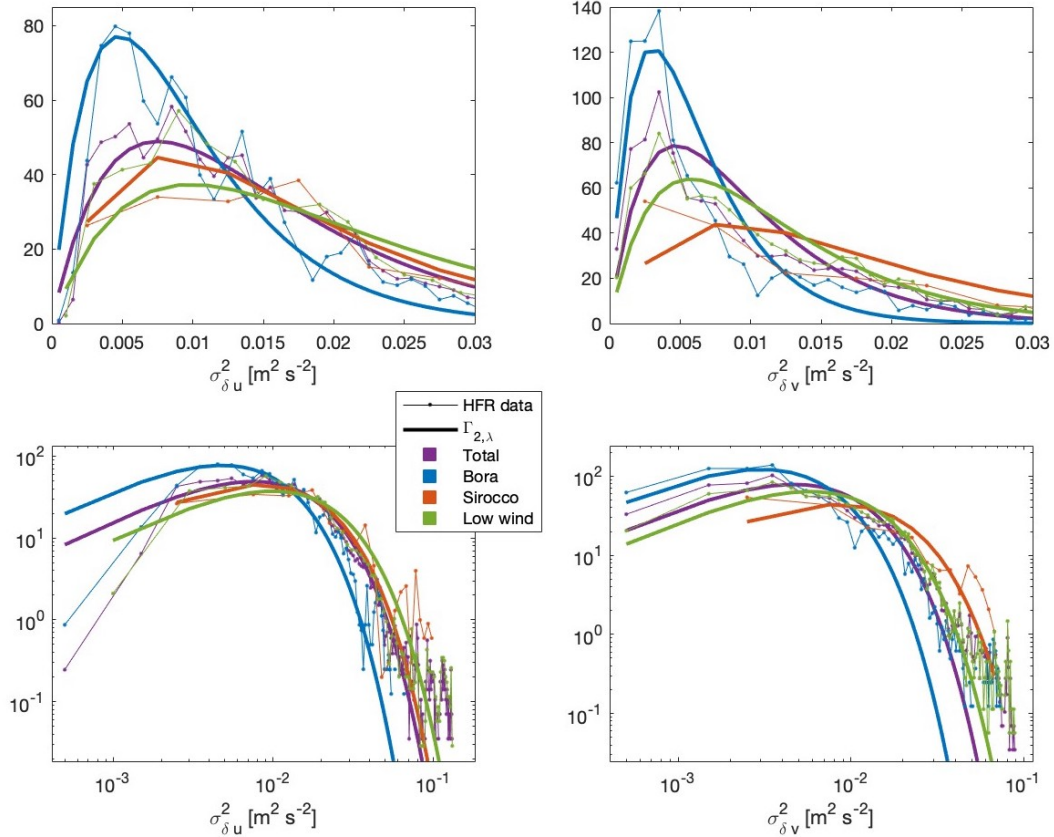 80
60
40
20
0
0 0.005 0.01 0.015 0.02 0.025 0.03
σ²δ u [m² s⁻²]
140
120
100
80
60
40
20
0
0 0.005 0.01 0.015 0.02 0.025 0.03
σ²δ v [m² s⁻²]
HFR data
Γ2,λ
Total
Bora
Sirocco
Low wind
10²
10¹
10⁰
10⁻¹
10⁻³ 10⁻² 10⁻¹
σ²δ u [m² s⁻²]
10²
10¹
10⁰
10⁻¹
10⁻³ 10⁻² 10⁻¹
σ²δ v [m² s⁻²]